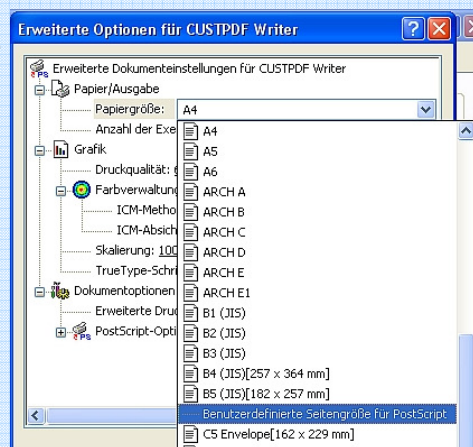 Erweiterte Optionen für CUSTPDF Writer
Erweiterte Dokumenteinstellungen für CUSTPDF Writer
Papier/Ausgabe
Papiergröße: A4
Anzahl der Exe
A4
A5
Grafik
Druckqualität:
A6
Farbverwaltung
ARCH A
ICM-Metho
ARCH B
ICM-Absich
ARCH C
Skalierung: 100
ARCH D
TrueType-Schri
ARCH E
Dokumentoptionen
ARCH E1
Erweiterte Druc
B1 (JIS)
PostScript-Opti
B2 (JIS)
B3 (JIS)
B4 (JIS)[257 x 364 mm]
B5 (JIS)[182 x 257 mm]
Benutzerdefinierte Seitengröße für PostScript
C5 Envelope[162 x 229 mm]